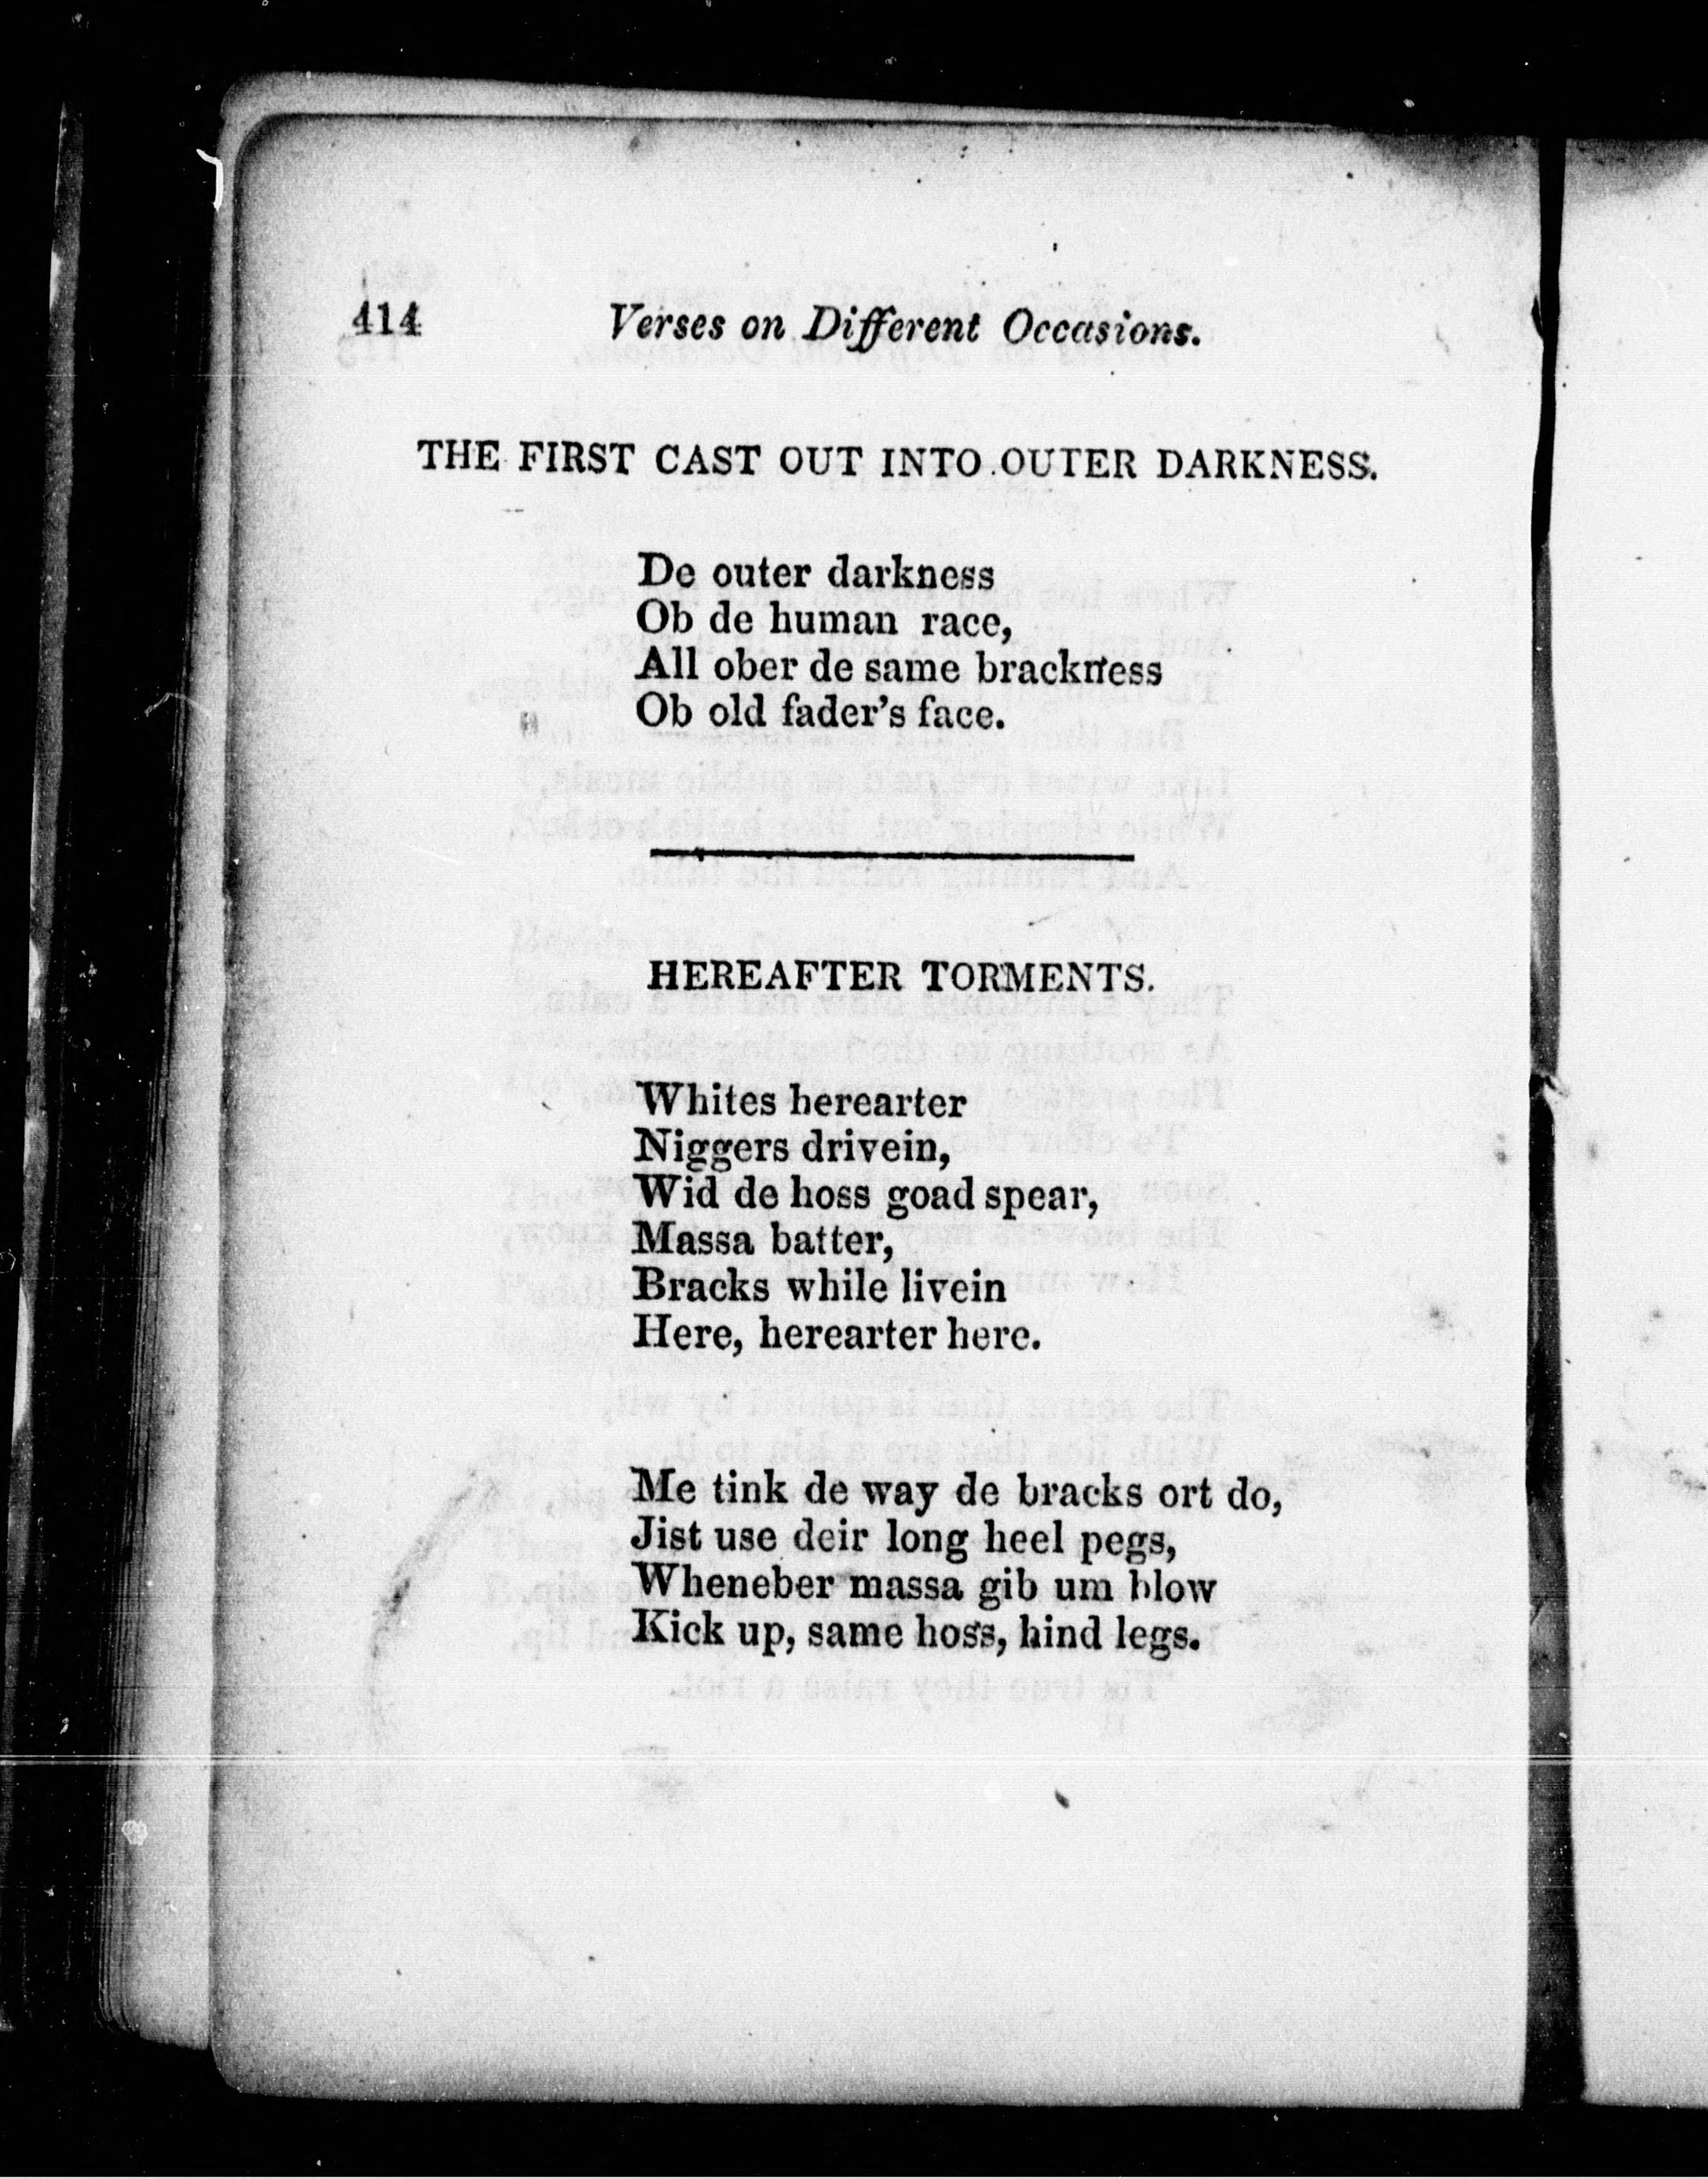 414
Verses on Different Occasions.
THE FIRST CAST OUT INTO OUTER DARKNESS.
De outer darkness
Ob de human race,
All ober de same brackness
Ob old fader's face.
HEREAFTER TORMENTS.
Whites herearter
Niggers drivein,
Wid de hoss goad spear,
Massa batter,
Bracks while livein
Here, herearter here.
Me tink de way de bracks ort do,
Jist use deir long heel pegs,
Wheneber massa gib um blow
Kick up, same hoss, hind legs.